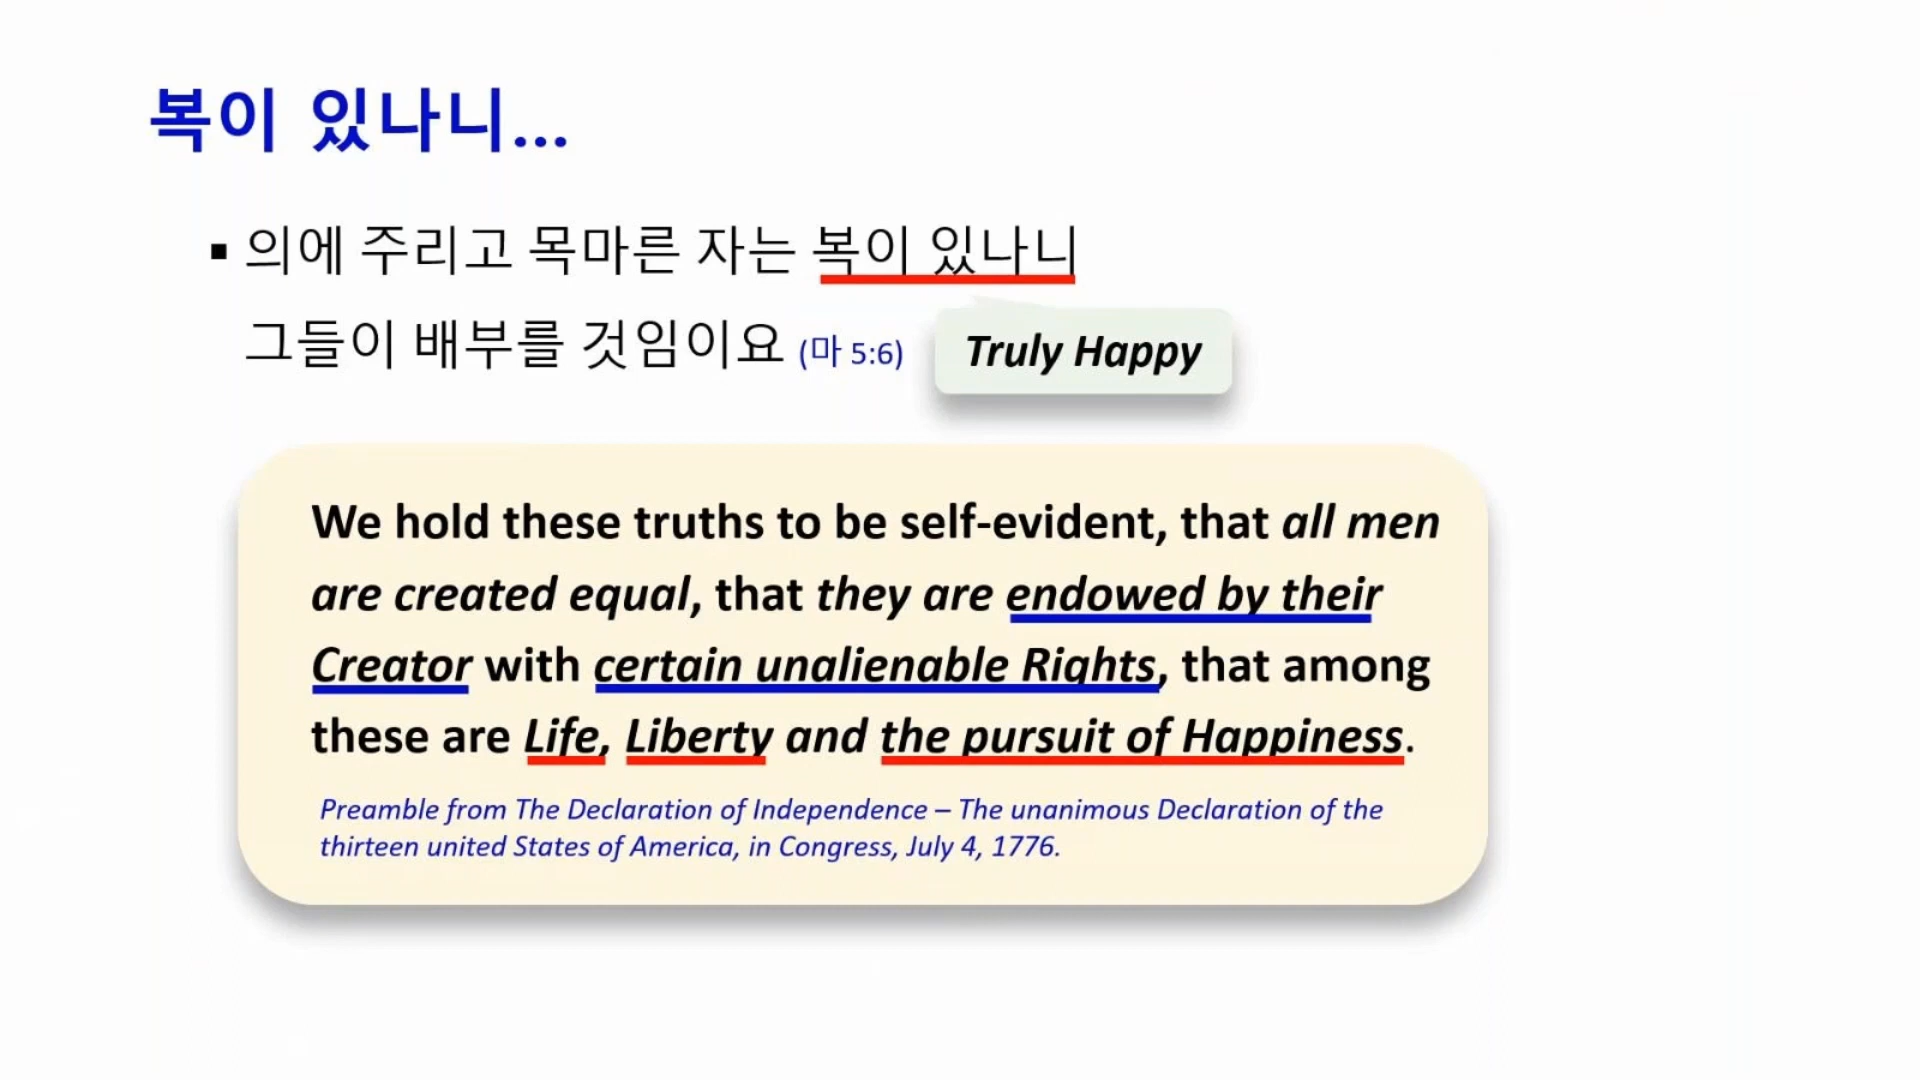 복이 있나니...
▪ 의에 주리고 목마른 자는 복이 있나니
그들이 배부를 것임이요 (마 5:6)
Truly Happy
We hold these truths to be self-evident, that all men
are created equal, that they are endowed by their
Creator with certain unalienable Rights, that among
these are Life, Liberty and the pursuit of Happiness.
Preamble from The Declaration of Independence – The unanimous Declaration of the
thirteen united States of America, in Congress, July 4, 1776.